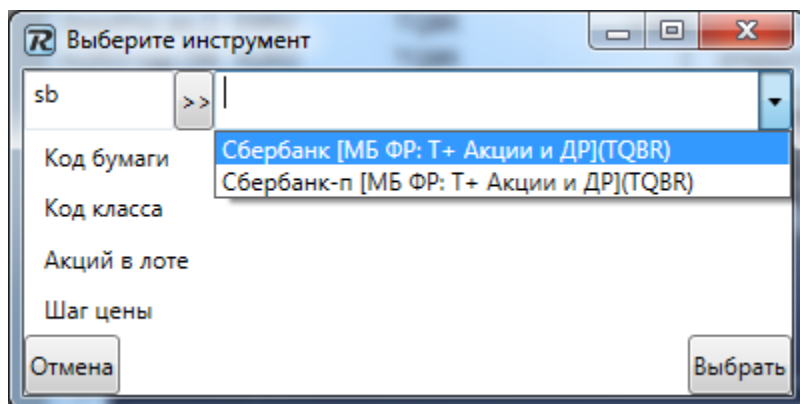 R Выберите инструмент
sb >>
Сбербанк [МБ ФР: Т+ Акции и ДР](TQBR)
Сбербанк-п [МБ ФР: Т+ Акции и ДР](TQBR)
Код бумаги
Код класса
Акций в лоте
Шаг цены
Отмена Выбрать